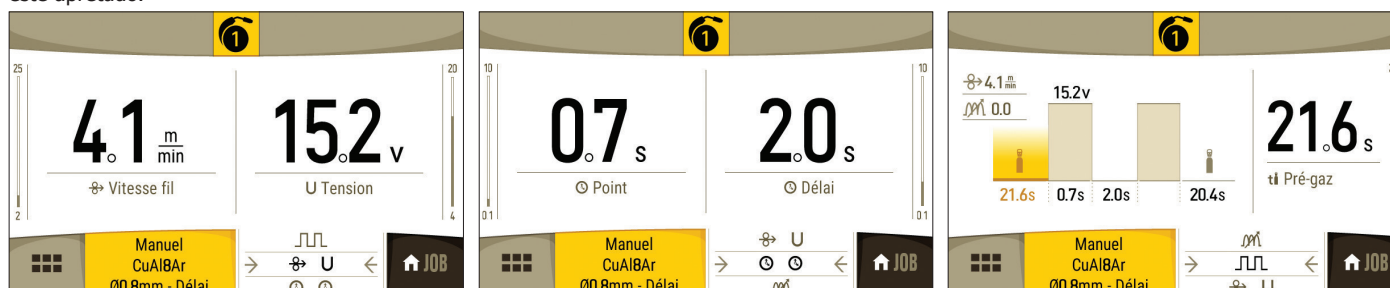 1
25
20
4.1 m/min
15.2 V
Vitesse fil
U Tension
2
4
Manuel
CuAl8Ar
Ø0.8mm - Délai
U
JOB
1
10
10
0.7 s
2.0 s
Point
Délai
0.1
0.1
Manuel
CuAl8Ar
Ø0.8mm - Délai
U
JOB
1
4.1 m/min
0.0
15.2v
21.6s
0.7s
2.0s
20.4s
21.6 s
t Pré-gaz
Manuel
CuAl8Ar
Ø0.8mm - Délai
U
JOB